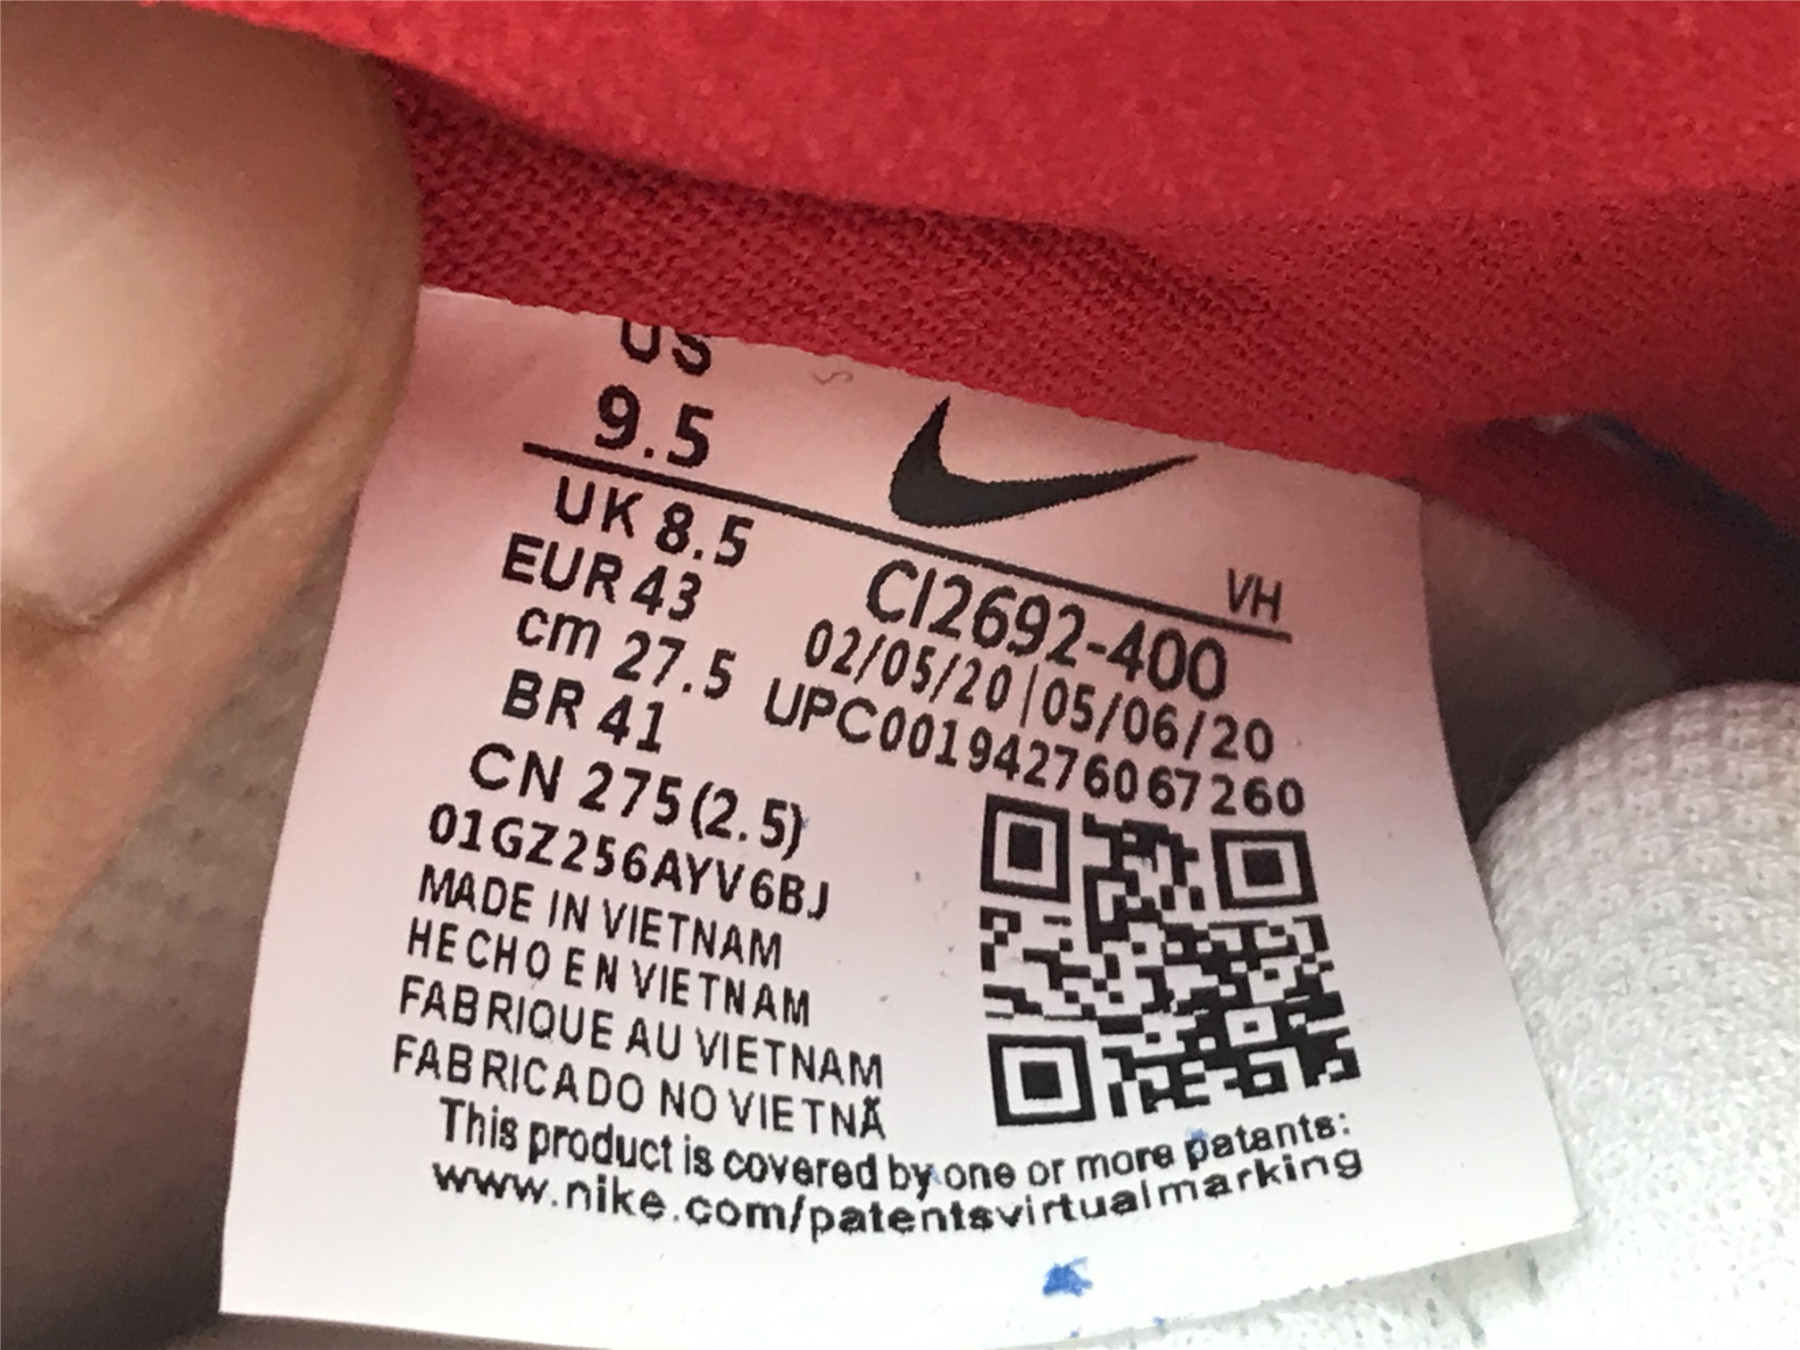 US
9.5
VH
UK 8.5
EUR 43
cm 27.5
BR 41
CN 275(2.5)
CI2692-400
02/05/20|05/06/20
UPC00194276067260
01GZ256AYV6BJ
MADE IN VIETNAM
HECHO EN VIETNAM
FABRIQUE AU VIETNAM
FABRICADO NO VIETNÃ
This product is covered by one or more patants:
www.nike.com/patentsvirtualmarking